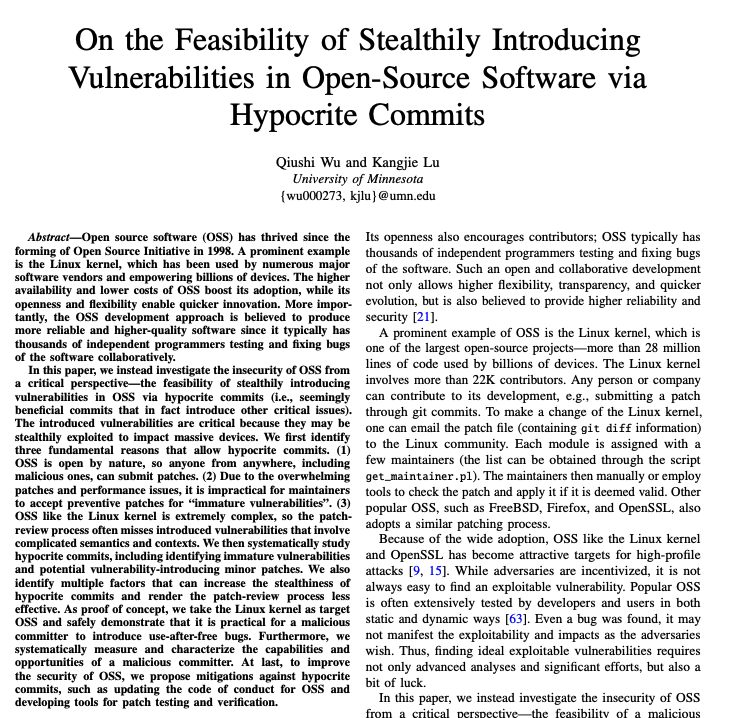 On the Feasibility of Stealthily Introducing
Vulnerabilities in Open-Source Software via
Hypocrite Commits
Qiushi Wu and Kangjie Lu
University of Minnesota
{wu000273, kjlu}@umn.edu
Abstract—Open source software (OSS) has thrived since the
forming of Open Source Initiative in 1998. A prominent example
is the Linux kernel, which has been used by numerous major
software vendors and empowering billions of devices. The higher
availability and lower costs of OSS boost its adoption, while its
openness and flexibility enable quicker innovation. More impor-
tantly, the OSS development approach is believed to produce
more reliable and higher-quality software since it typically has
thousands of independent programmers testing and fixing bugs
of the software collaboratively.
In this paper, we instead investigate the insecurity of OSS from
a critical perspective—the feasibility of stealthily introducing
vulnerabilities in OSS via hypocrite commits (i.e., seemingly
beneficial commits that in fact introduce other critical issues).
The introduced vulnerabilities are critical because they may be
stealthily exploited to impact massive devices. We first identify
three fundamental reasons that allow hypocrite commits. (1)
OSS is open by nature, so anyone from anywhere, including
malicious ones, can submit patches. (2) Due to the overwhelming
patches and performance issues, it is impractical for maintainers
to accept preventive patches for “immature vulnerabilities”. (3)
OSS like the Linux kernel is extremely complex, so the patch-
review process often misses introduced vulnerabilities that involve
complicated semantics and contexts. We then systematically study
hypocrite commits, including identifying immature vulnerabilities
and potential vulnerability-introducing minor patches. We also
identify multiple factors that can increase the stealthiness of
hypocrite commits and render the patch-review process less
effective. As proof of concept, we take the Linux kernel as target
OSS and safely demonstrate that it is practical for a malicious
committer to introduce use-after-free bugs. Furthermore, we
systematically measure and characterize the capabilities and
opportunities of a malicious committer. At last, to improve
the security of OSS, we propose mitigations against hypocrite
commits, such as updating the code of conduct for OSS and
developing tools for patch testing and verification.
Its openness also encourages contributors; OSS typically has
thousands of independent programmers testing and fixing bugs
of the software. Such an open and collaborative development
not only allows higher flexibility, transparency, and quicker
evolution, but is also believed to provide higher reliability and
security [21].
A prominent example of OSS is the Linux kernel, which is
one of the largest open-source projects—more than 28 million
lines of code used by billions of devices. The Linux kernel
involves more than 22K contributors. Any person or company
can contribute to its development, e.g., submitting a patch
through git commits. To make a change of the Linux kernel,
one can email the patch file (containing git diff information)
to the Linux community. Each module is assigned with a
few maintainers (the list can be obtained through the script
get_maintainer.pl). The maintainers then manually or employ
tools to check the patch and apply it if it is deemed valid. Other
popular OSS, such as FreeBSD, Firefox, and OpenSSL, also
adopts a similar patching process.
Because of the wide adoption, OSS like the Linux kernel
and OpenSSL has become attractive targets for high-profile
attacks [9, 15]. While adversaries are incentivized, it is not
always easy to find an exploitable vulnerability. Popular OSS
is often extensively tested by developers and users in both
static and dynamic ways [63]. Even a bug was found, it may
not manifest the exploitability and impacts as the adversaries
wish. Thus, finding ideal exploitable vulnerabilities requires
not only advanced analyses and significant efforts, but also a
bit of luck.
In this paper, we instead investigate the insecurity of OSS
from a critical perspective—the feasibility of a malicious